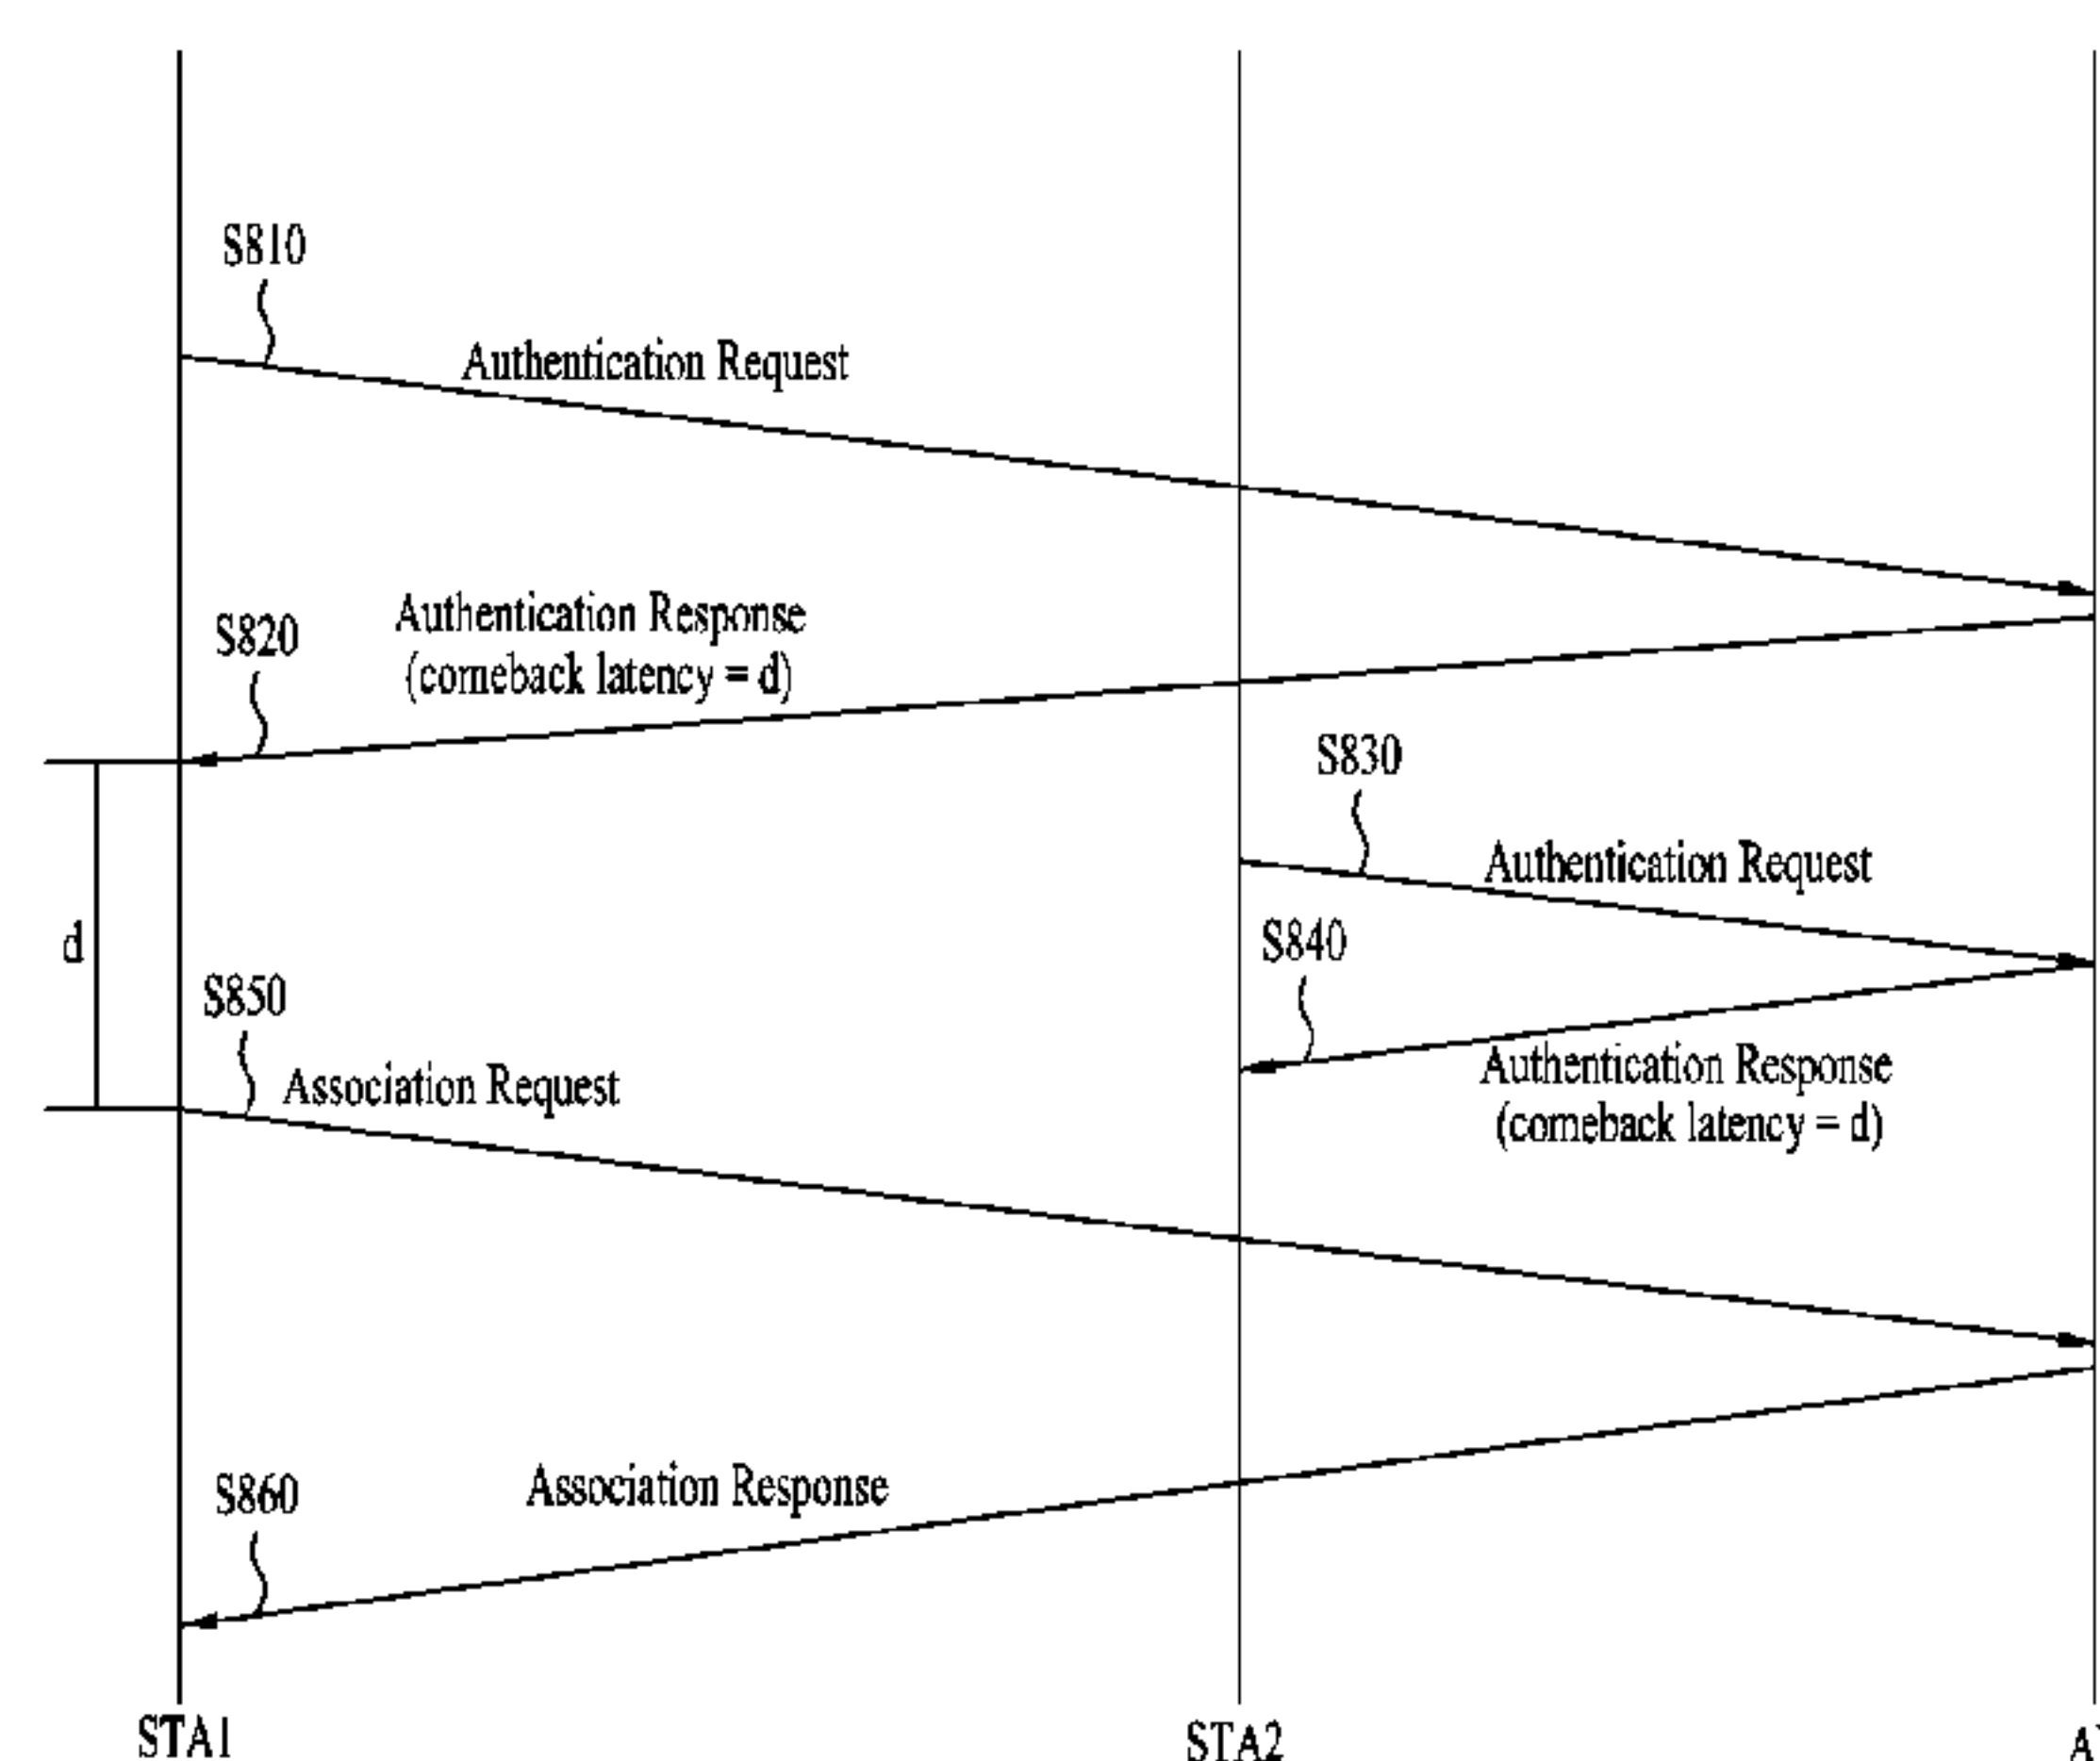 S810
Authentication Request
Authentication Response
(comeback latency = d)
S820
S830
Authentication Request
S840
d
S850
Association Request
Authentication Response
(comeback latency = d)
Association Response
S860
STA1
STA2